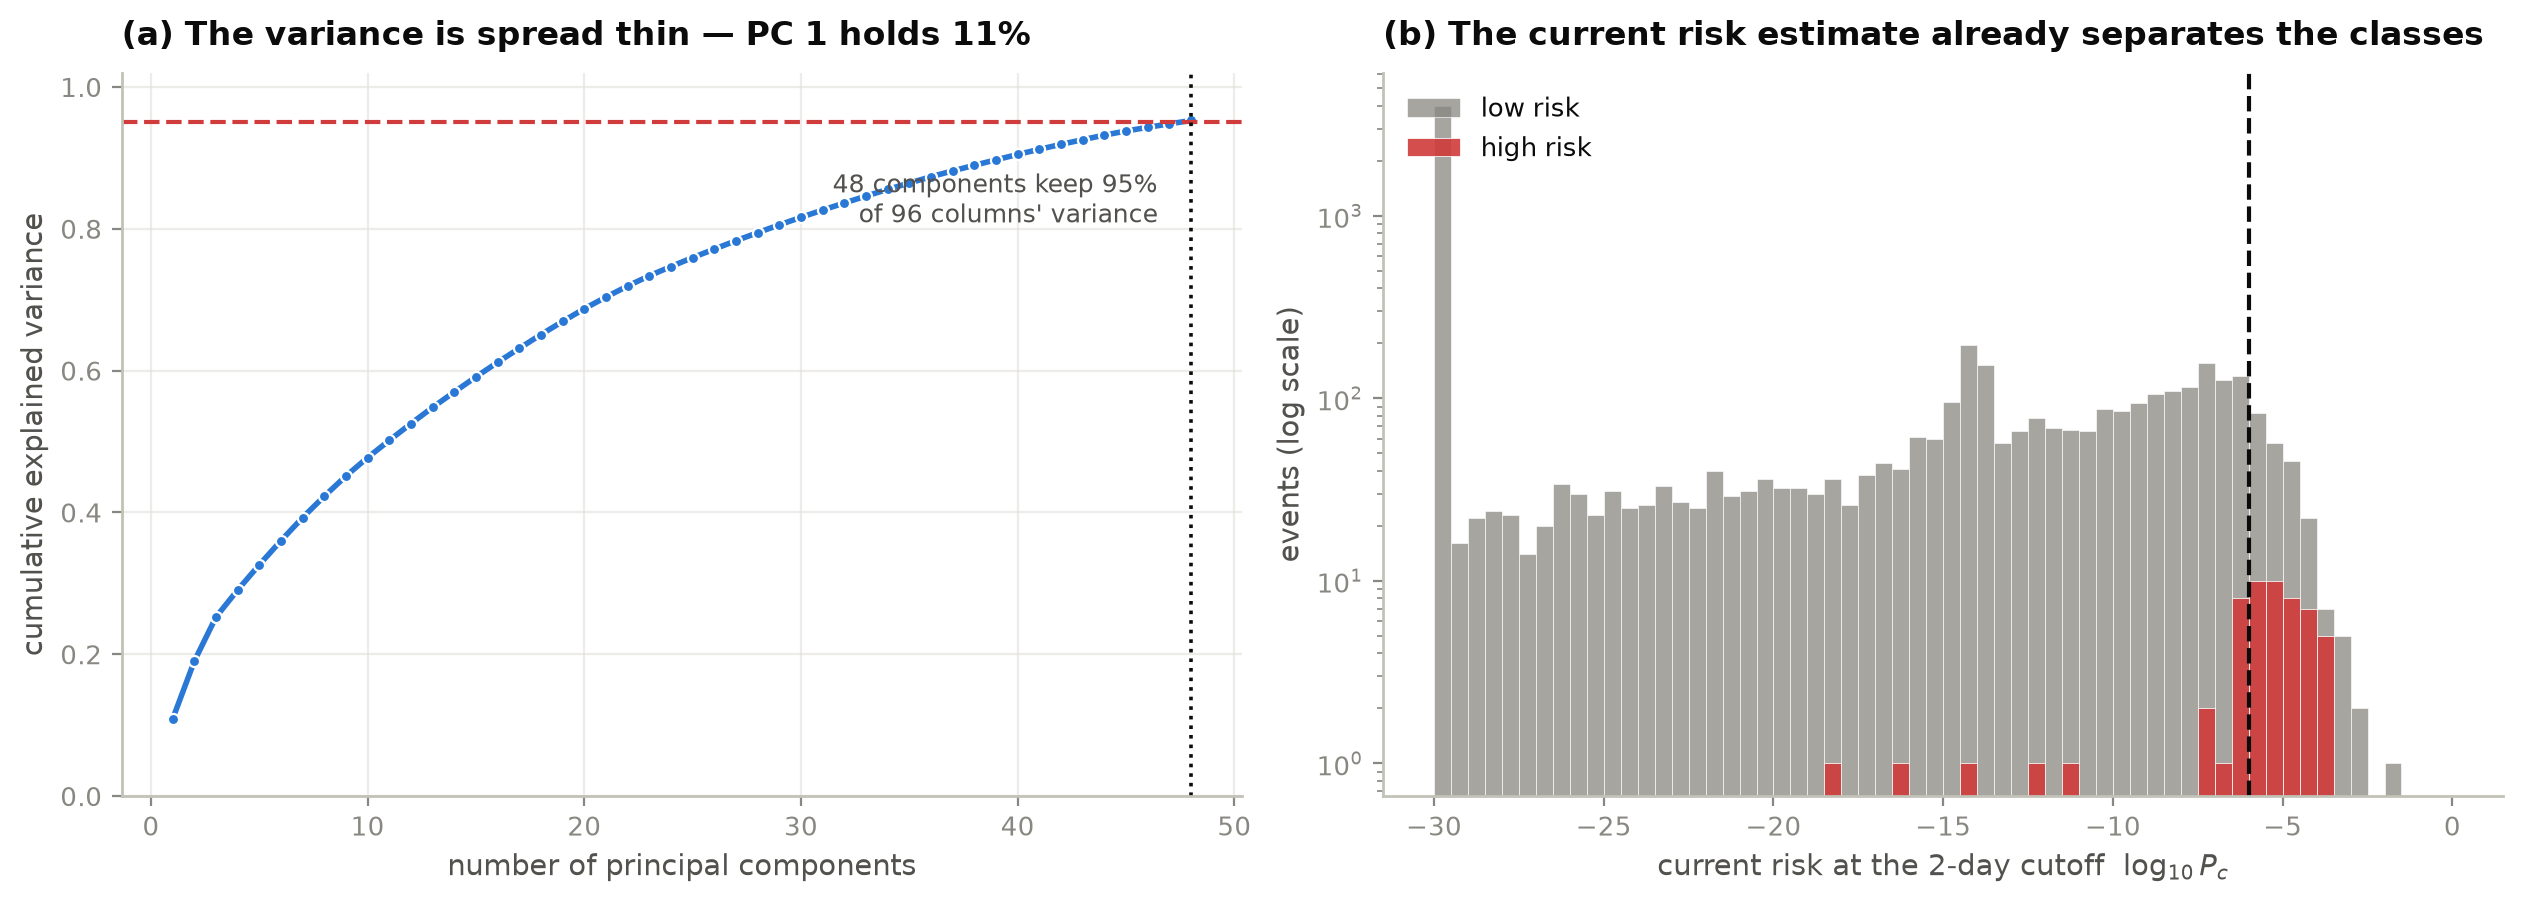 (a) The variance is spread thin — PC 1 holds 11%
cumulative explained variance
1.0
0.8
0.6
0.4
0.2
0.0
48 components keep 95%
of 96 columns' variance
0 10 20 30 40 50
number of principal components
(b) The current risk estimate already separates the classes
low risk
high risk
events (log scale)
10³
10²
10¹
10⁰
−30 −25 −20 −15 −10 −5 0
current risk at the 2-day cutoff log₁₀ P_c